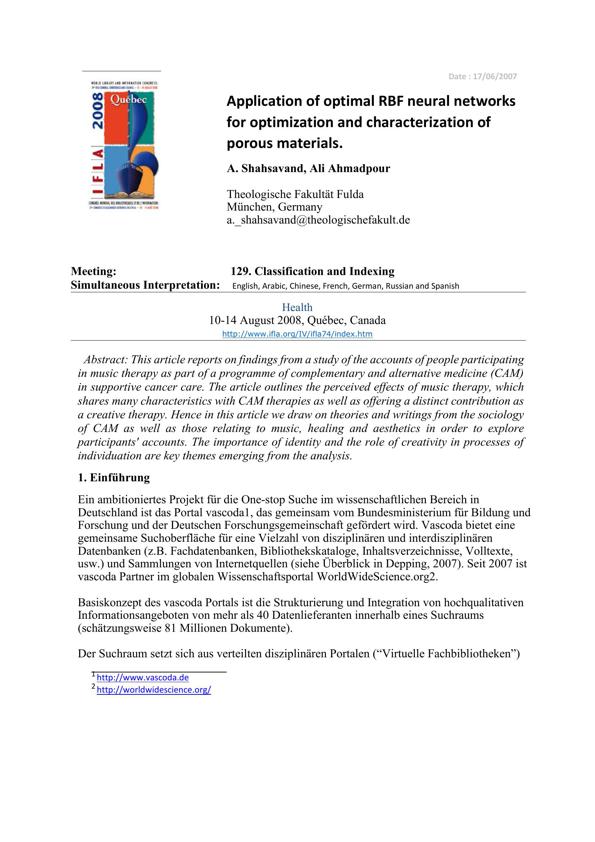 Date : 17/06/2007
WORLD LIBRARY AND INFORMATION CONGRESS:
2008
Québec
IFLA
Application of optimal RBF neural networks
for optimization and characterization of
porous materials.
A. Shahsavand, Ali Ahmadpour
Theologische Fakultät Fulda
München, Germany
a._shahsavand@theologischefakult.de
Meeting: 129. Classification and Indexing
Simultaneous Interpretation: English, Arabic, Chinese, French, German, Russian and Spanish
Health
10-14 August 2008, Québec, Canada
http://www.ifla.org/IV/ifla74/index.htm
Abstract: This article reports on findings from a study of the accounts of people participating
in music therapy as part of a programme of complementary and alternative medicine (CAM)
in supportive cancer care. The article outlines the perceived effects of music therapy, which
shares many characteristics with CAM therapies as well as offering a distinct contribution as
a creative therapy. Hence in this article we draw on theories and writings from the sociology
of CAM as well as those relating to music, healing and aesthetics in order to explore
participants' accounts. The importance of identity and the role of creativity in processes of
individuation are key themes emerging from the analysis.
1. Einführung
Ein ambitioniertes Projekt für die One-stop Suche im wissenschaftlichen Bereich in
Deutschland ist das Portal vascoda1, das gemeinsam vom Bundesministerium für Bildung und
Forschung und der Deutschen Forschungsgemeinschaft gefördert wird. Vascoda bietet eine
gemeinsame Suchoberfläche für eine Vielzahl von disziplinären und interdisziplinären
Datenbanken (z.B. Fachdatenbanken, Bibliothekskataloge, Inhaltsverzeichnisse, Volltexte,
usw.) und Sammlungen von Internetquellen (siehe Überblick in Depping, 2007). Seit 2007 ist
vascoda Partner im globalen Wissenschaftsportal WorldWideScience.org2.
Basiskonzept des vascoda Portals ist die Strukturierung und Integration von hochqualitativen
Informationsangeboten von mehr als 40 Datenlieferanten innerhalb eines Suchraums
(schätzungsweise 81 Millionen Dokumente).
Der Suchraum setzt sich aus verteilten disziplinären Portalen (“Virtuelle Fachbibliotheken”)
1 http://www.vascoda.de
2 http://worldwidescience.org/